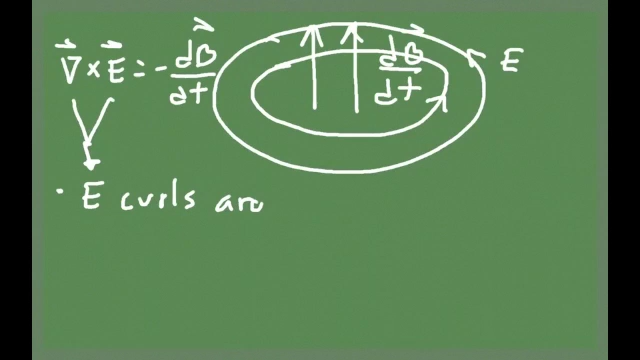 ∇⃗ × E⃗ = - dB⃗/dt
dB⃗/dt
E
· E curls aro